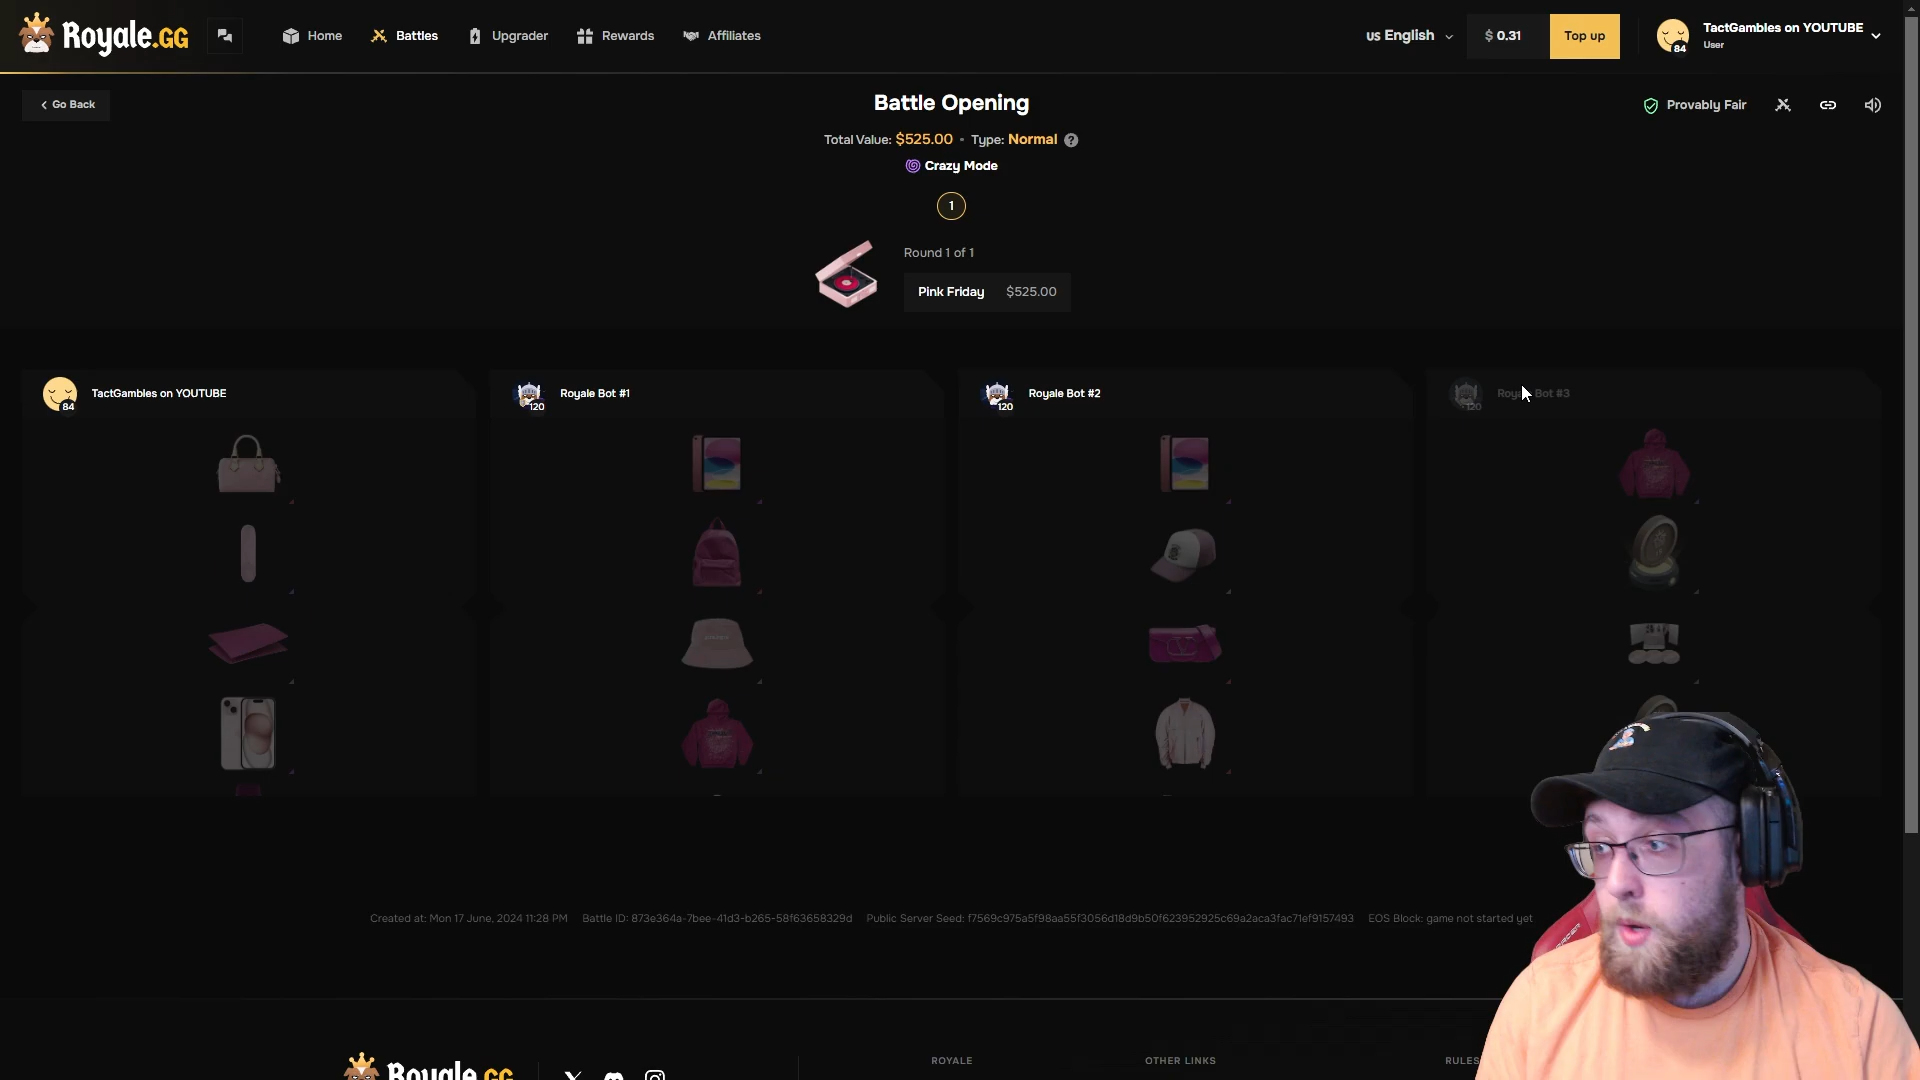 Royale.GG
Home
Battles
Upgrader
Rewards
Affiliates
us English
$ 0.31
Top up
84
TactGambles on YOUTUBE
User
Go Back
Battle Opening
Provably Fair
Total Value: $525.00 • Type: Normal ?
Crazy Mode
1
Round 1 of 1
Pink Friday $525.00
84
TactGambles on YOUTUBE
120
Royale Bot #1
120
Royale Bot #2
120
Bot #3
Created at: Mon 17 June, 2024 11:28 PM Battle ID: 873e364a-7bee-41d3-b265-58f63658329d Public Server Seed: f7569c975a5f98aa55f3056d18d9b50f623952925c69a2aca3fac71ef9157493 EOS Block: game not started yet
Royale.GG
ROYALE
OTHER LINKS
RULES